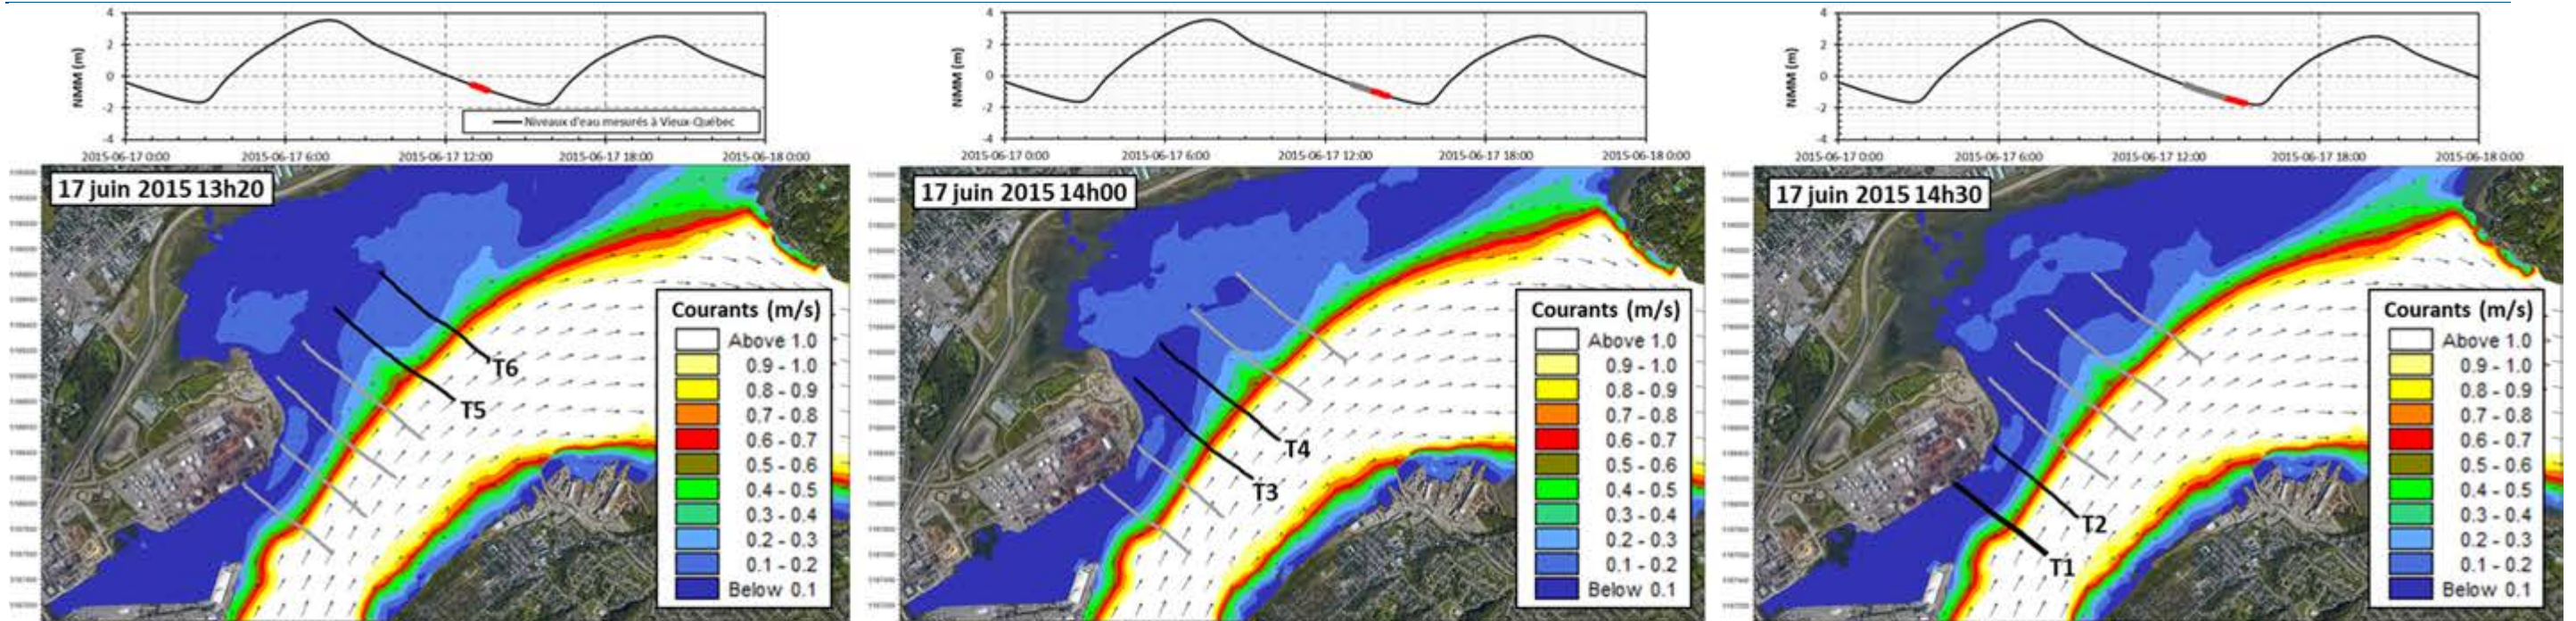 4
2
0
-2
-4
NMM (m)
Niveaux d'eau mesurés à Vieux-Québec
2015-06-17 0:00
2015-06-17 6:00
2015-06-17 12:00
2015-06-17 18:00
2015-06-18 0:00
4
2
0
-2
-4
NMM (m)
2015-06-17 0:00
2015-06-17 6:00
2015-06-17 12:00
2015-06-17 18:00
2015-06-18 0:00
4
2
0
-2
-4
NMM (m)
2015-06-17 0:00
2015-06-17 6:00
2015-06-17 12:00
2015-06-17 18:00
2015-06-18 0:00
17 juin 2015 13h20
T6
T5
Courants (m/s)
Above 1.0
0.9 - 1.0
0.8 - 0.9
0.7 - 0.8
0.6 - 0.7
0.5 - 0.6
0.4 - 0.5
0.3 - 0.4
0.2 - 0.3
0.1 - 0.2
Below 0.1
17 juin 2015 14h00
T4
T3
Courants (m/s)
Above 1.0
0.9 - 1.0
0.8 - 0.9
0.7 - 0.8
0.6 - 0.7
0.5 - 0.6
0.4 - 0.5
0.3 - 0.4
0.2 - 0.3
0.1 - 0.2
Below 0.1
17 juin 2015 14h30
T2
T1
Courants (m/s)
Above 1.0
0.9 - 1.0
0.8 - 0.9
0.7 - 0.8
0.6 - 0.7
0.5 - 0.6
0.4 - 0.5
0.3 - 0.4
0.2 - 0.3
0.1 - 0.2
Below 0.1